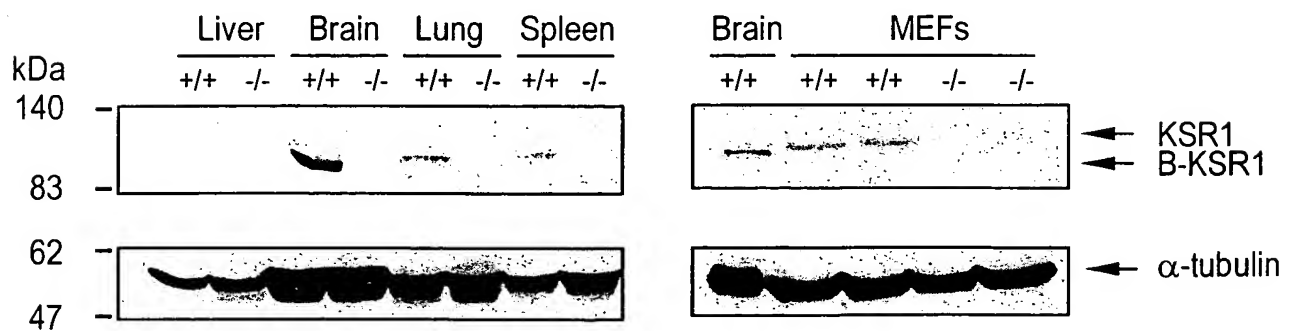 Liver Brain Lung Spleen Brain MEFs
kDa +/+ -/- +/+ -/- +/+ -/- +/+ -/- +/+ +/+ +/+ -/- -/-
140
KSR1
B-KSR1
83
62
α-tubulin
47